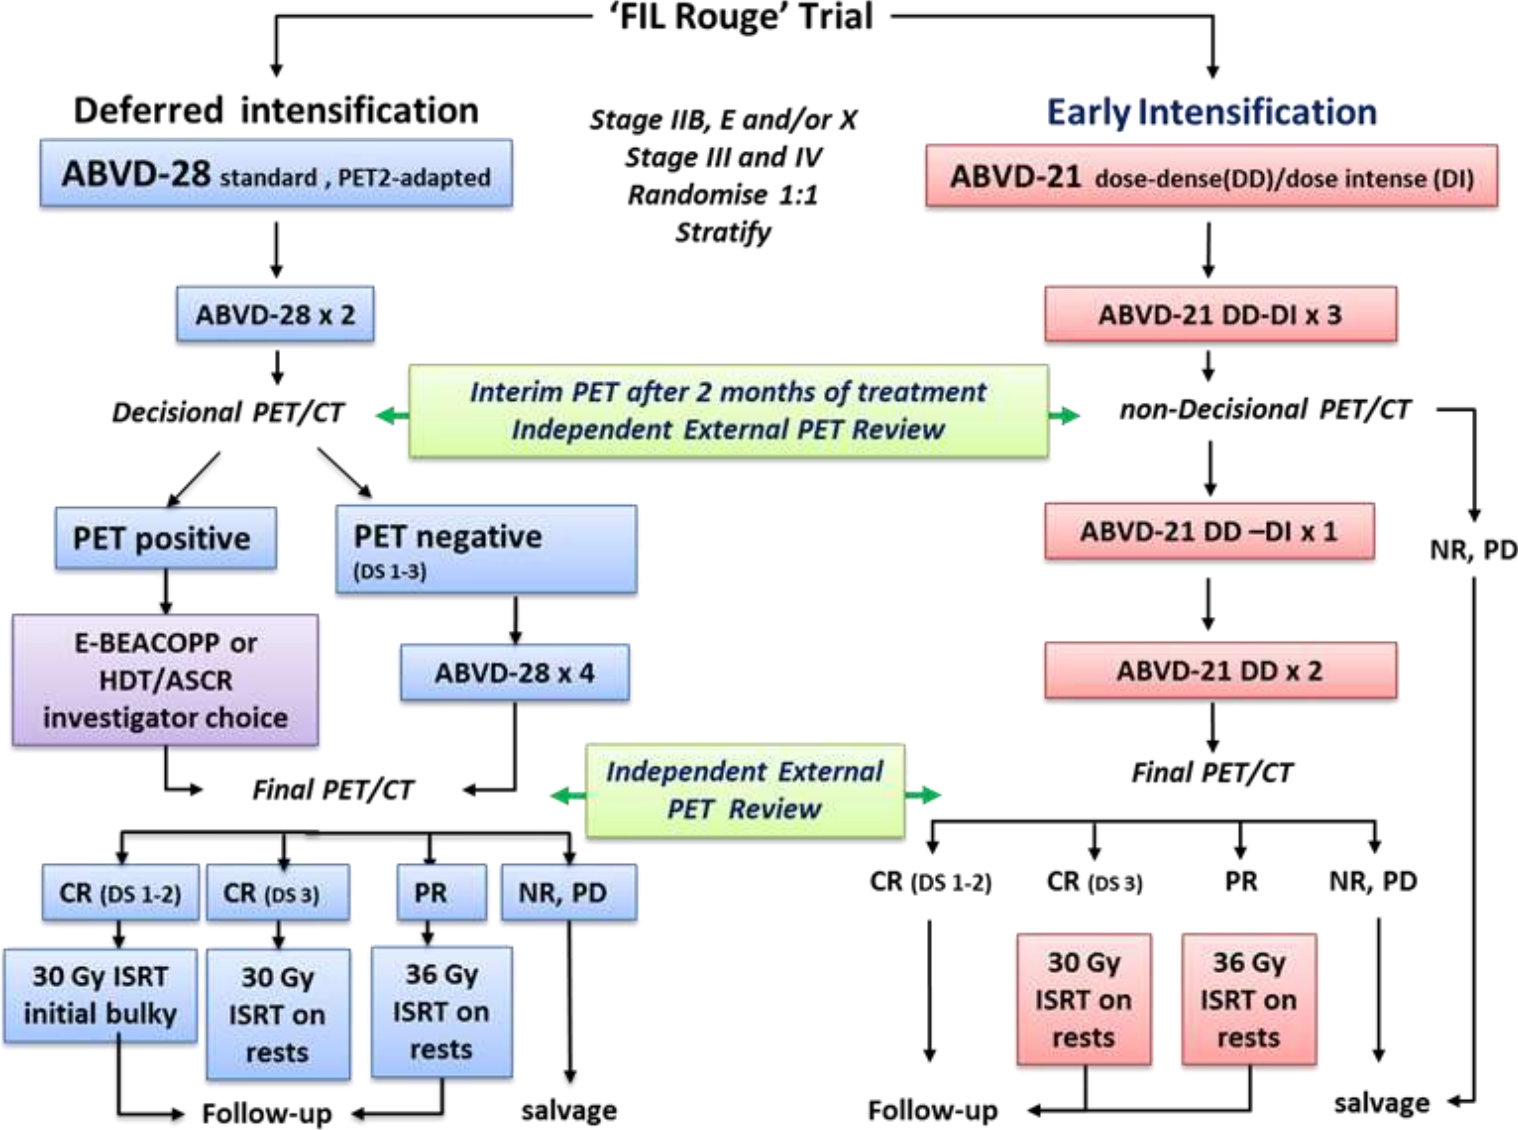 ‘FIL Rouge’ Trial
Deferred intensification
ABVD-28 standard , PET2-adapted
Stage IIB, E and/or X
Stage III and IV
Randomise 1:1
Stratify
Early Intensification
ABVD-21 dose-dense(DD)/dose intense (DI)
ABVD-28 x 2
ABVD-21 DD-DI x 3
Decisional PET/CT
Interim PET after 2 months of treatment
Independent External PET Review
non-Decisional PET/CT
PET positive
PET negative
(DS 1-3)
ABVD-21 DD –DI x 1
NR, PD
E-BEACOPP or
HDT/ASCR
investigator choice
ABVD-28 x 4
ABVD-21 DD x 2
Final PET/CT
Independent External
PET Review
Final PET/CT
CR (DS 1-2)
CR (DS 3)
PR
NR, PD
CR (DS 1-2)
CR (DS 3)
PR
NR, PD
30 Gy ISRT
initial bulky
30 Gy
ISRT on
rests
36 Gy
ISRT on
rests
30 Gy
ISRT on
rests
36 Gy
ISRT on
rests
Follow-up
salvage
Follow-up
salvage